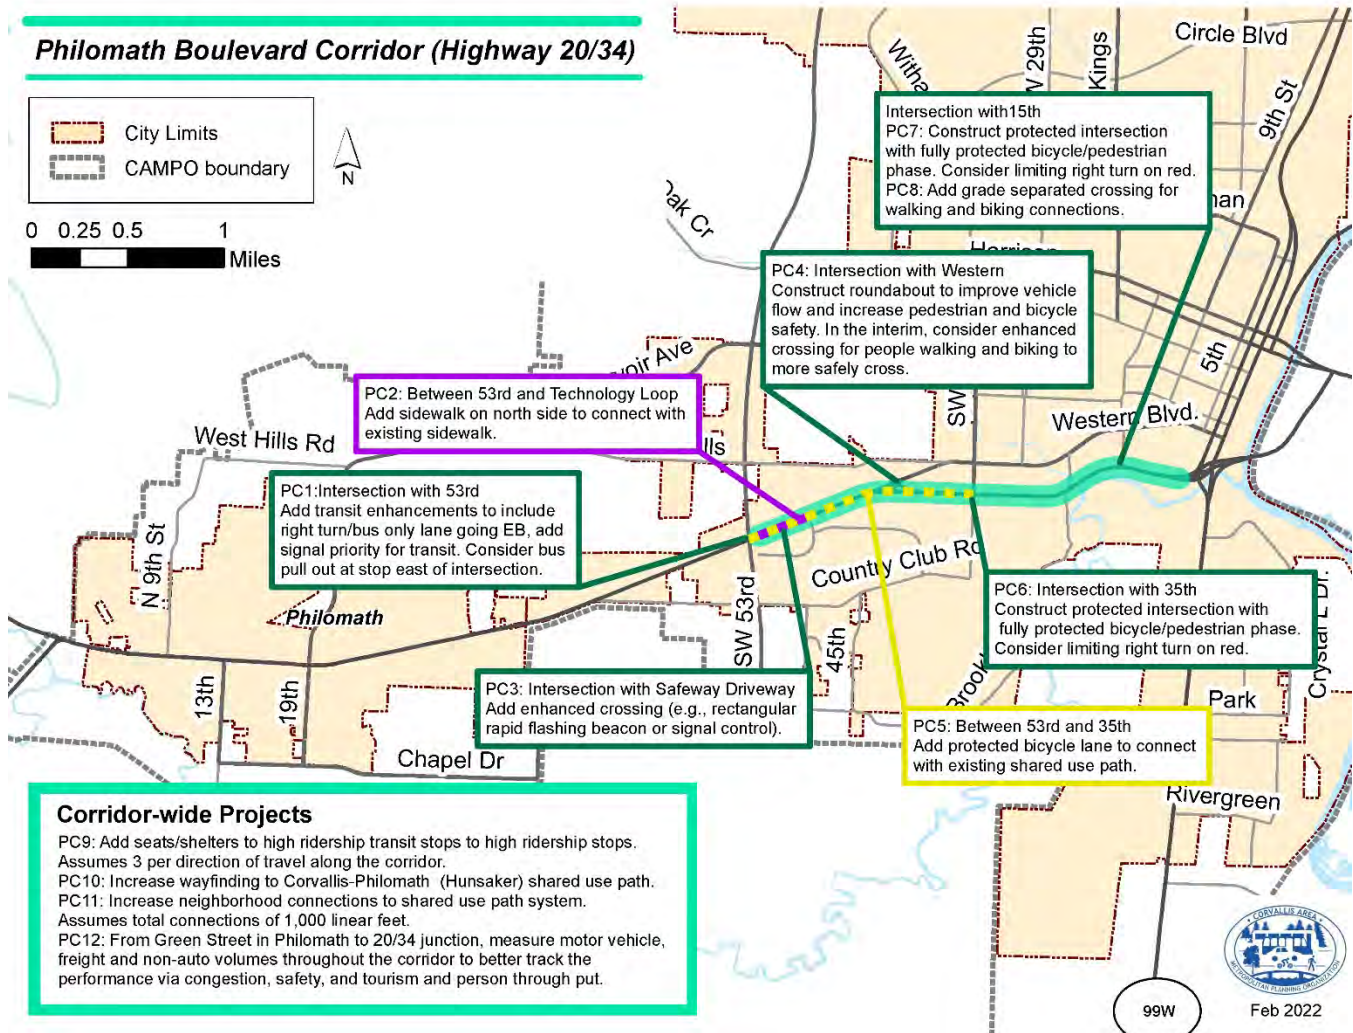 Philomath Boulevard Corridor (Highway 20/34)
City Limits
CAMPO boundary
N
0 0.25 0.5 1
Miles
Circle Blvd
29th
Kings
9th St
Oak Cr
Intersection with15th
PC7: Construct protected intersection
with fully protected bicycle/pedestrian
phase. Consider limiting right turn on red.
PC8: Add grade separated crossing for
walking and biking connections.
PC4: Intersection with Western
Construct roundabout to improve vehicle
flow and increase pedestrian and bicycle
safety. In the interim, consider enhanced
crossing for people walking and biking to
more safely cross.
5th
Western Blvd.
SW
Ave
PC2: Between 53rd and Technology Loop
Add sidewalk on north side to connect with
existing sidewalk.
West Hills Rd
PC1:Intersection with 53rd
Add transit enhancements to include
right turn/bus only lane going EB, add
signal priority for transit. Consider bus
pull out at stop east of intersection.
N 9th St
Philomath
Country Club Rd
SW 53rd
45th
PC6: Intersection with 35th
Construct protected intersection with
fully protected bicycle/pedestrian phase.
Consider limiting right turn on red.
Crystal L Dr.
13th
19th
Chapel Dr
PC3: Intersection with Safeway Driveway
Add enhanced crossing (e.g., rectangular
rapid flashing beacon or signal control).
Brook
Park
PC5: Between 53rd and 35th
Add protected bicycle lane to connect
with existing shared use path.
Rivergreen
Corridor-wide Projects
PC9: Add seats/shelters to high ridership transit stops to high ridership stops.
Assumes 3 per direction of travel along the corridor.
PC10: Increase wayfinding to Corvallis-Philomath (Hunsaker) shared use path.
PC11: Increase neighborhood connections to shared use path system.
Assumes total connections of 1,000 linear feet.
PC12: From Green Street in Philomath to 20/34 junction, measure motor vehicle,
freight and non-auto volumes throughout the corridor to better track the
performance via congestion, safety, and tourism and person through put.
99W
CORVALLIS AREA
METROPOLITAN PLANNING ORGANIZATION
Feb 2022